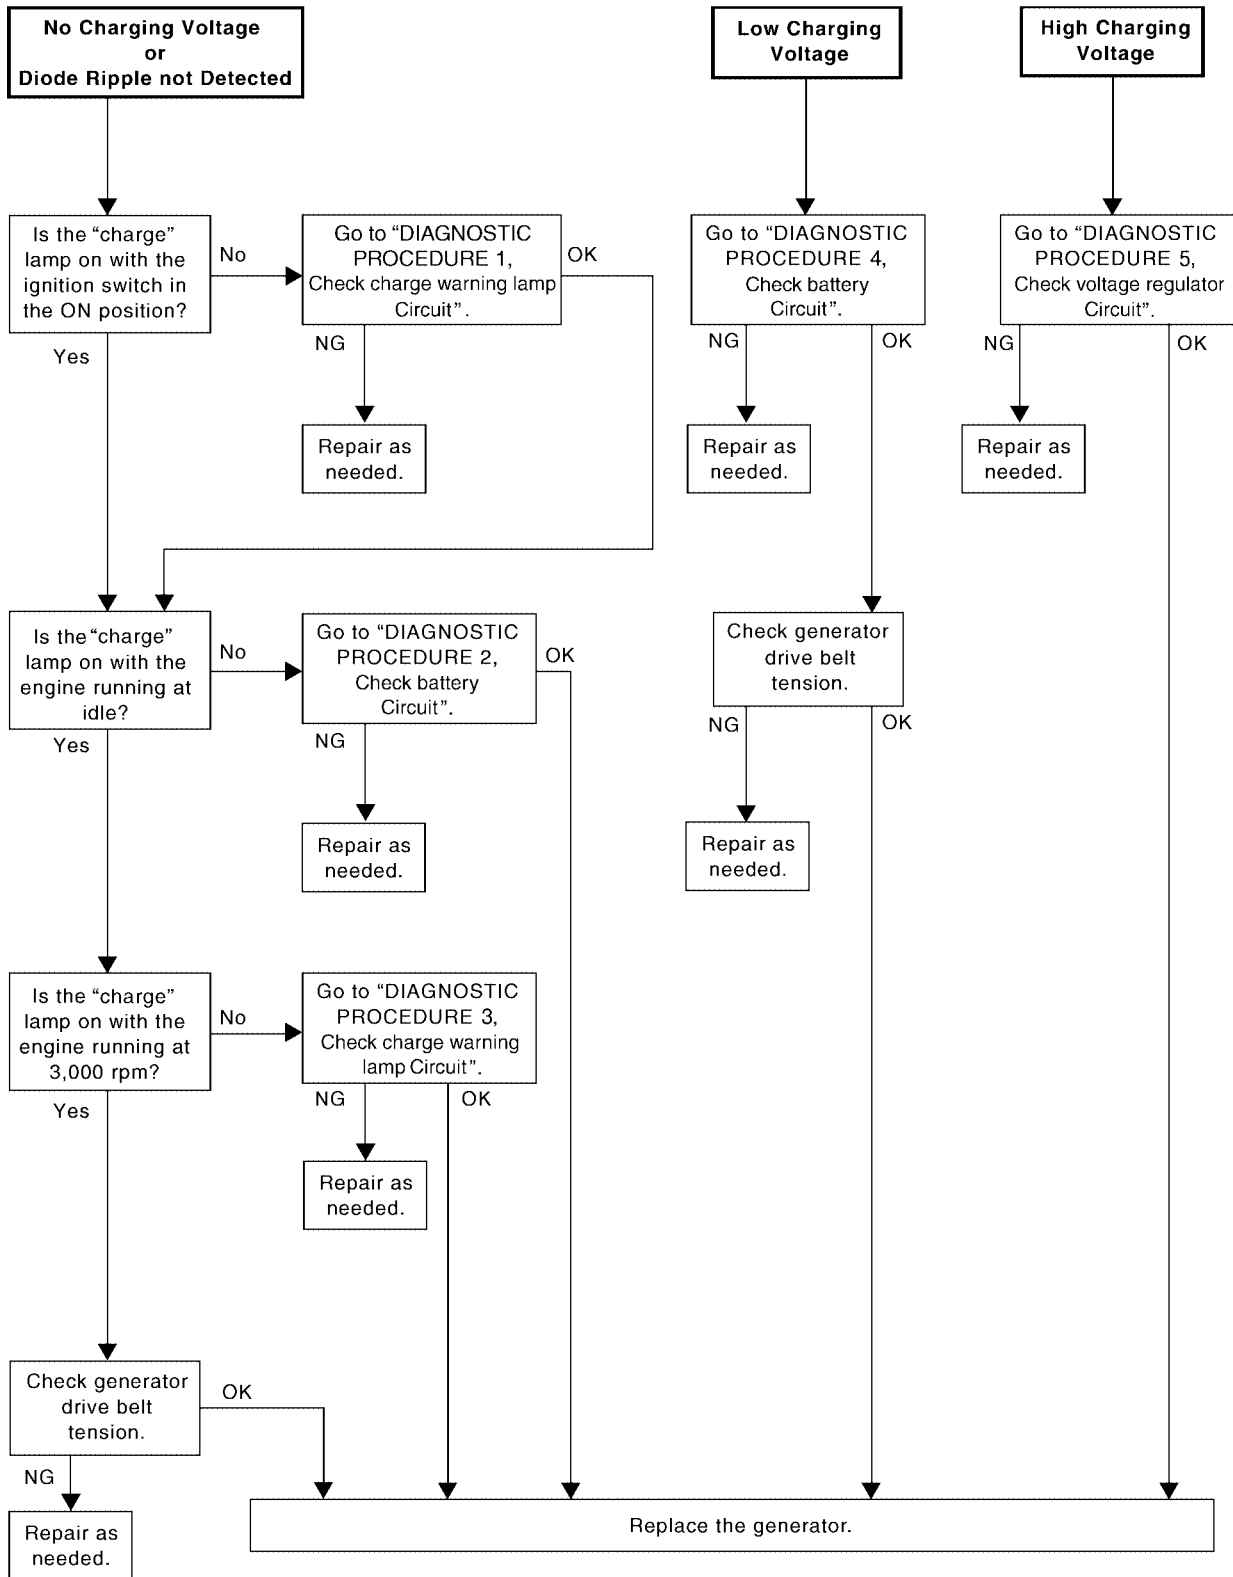 No Charging Voltage
or
Diode Ripple not Detected
Low Charging
Voltage
High Charging
Voltage
Is the “charge”
lamp on with the
ignition switch in
the ON position?
No
Yes
Go to “DIAGNOSTIC
PROCEDURE 1,
Check charge warning lamp
Circuit”.
OK
NG
Repair as
needed.
Go to “DIAGNOSTIC
PROCEDURE 4,
Check battery
Circuit”.
NG
OK
Repair as
needed.
Go to “DIAGNOSTIC
PROCEDURE 5,
Check voltage regulator
Circuit”.
NG
OK
Repair as
needed.
Is the “charge”
lamp on with the
engine running at
idle?
No
Yes
Go to “DIAGNOSTIC
PROCEDURE 2,
Check battery
Circuit”.
OK
NG
Repair as
needed.
Check generator
drive belt
tension.
NG
OK
Repair as
needed.
Is the “charge”
lamp on with the
engine running at
3,000 rpm?
No
Yes
Go to “DIAGNOSTIC
PROCEDURE 3,
Check charge warning
lamp Circuit”.
NG
OK
Repair as
needed.
Check generator
drive belt
tension.
OK
NG
Repair as
needed.
Replace the generator.